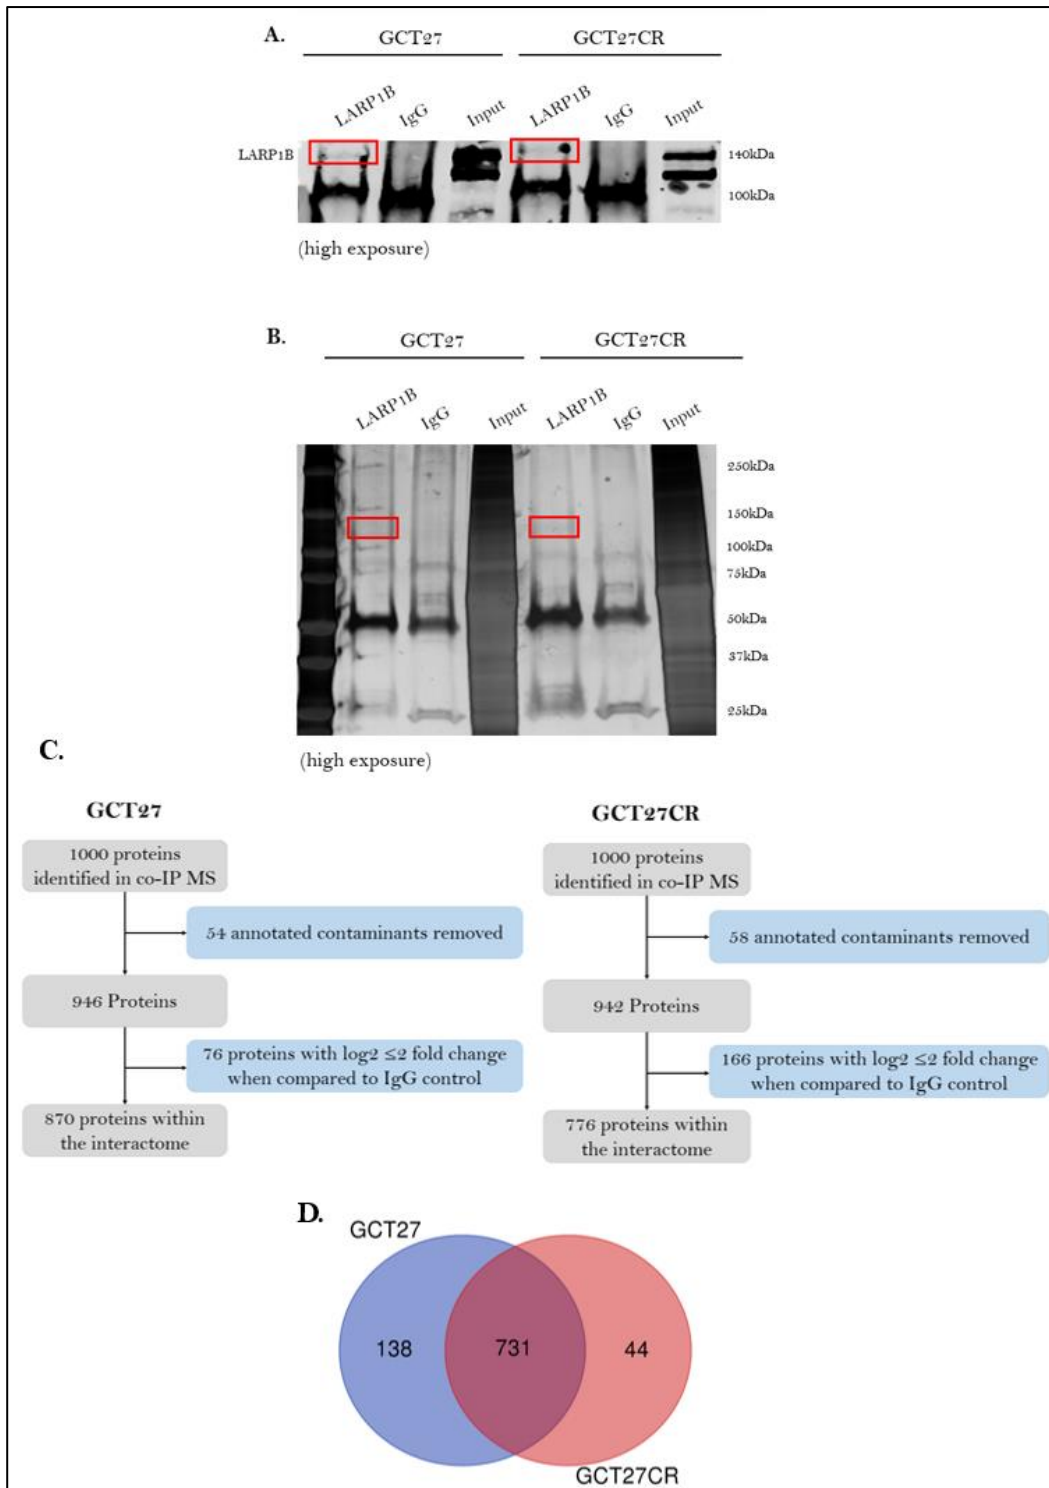 A.
GCT27
GCT27CR
LARP1B
IgG
Input
LARP1B
IgG
Input
LARP1B
140kDa
100kDa
(high exposure)
B.
GCT27
GCT27CR
LARP1B
IgG
Input
LARP1B
IgG
Input
250kDa
150kDa
100kDa
75kDa
50kDa
37kDa
25kDa
(high exposure)
C.
GCT27
1000 proteins
identified in co-IP MS
54 annotated contaminants removed
946 Proteins
76 proteins with log2 ≤2 fold change
when compared to IgG control
870 proteins within
the interactome
GCT27CR
1000 proteins
identified in co-IP MS
58 annotated contaminants removed
942 Proteins
166 proteins with log2 ≤2 fold change
when compared to IgG control
776 proteins within
the interactome
D.
GCT27
138
731
44
GCT27CR